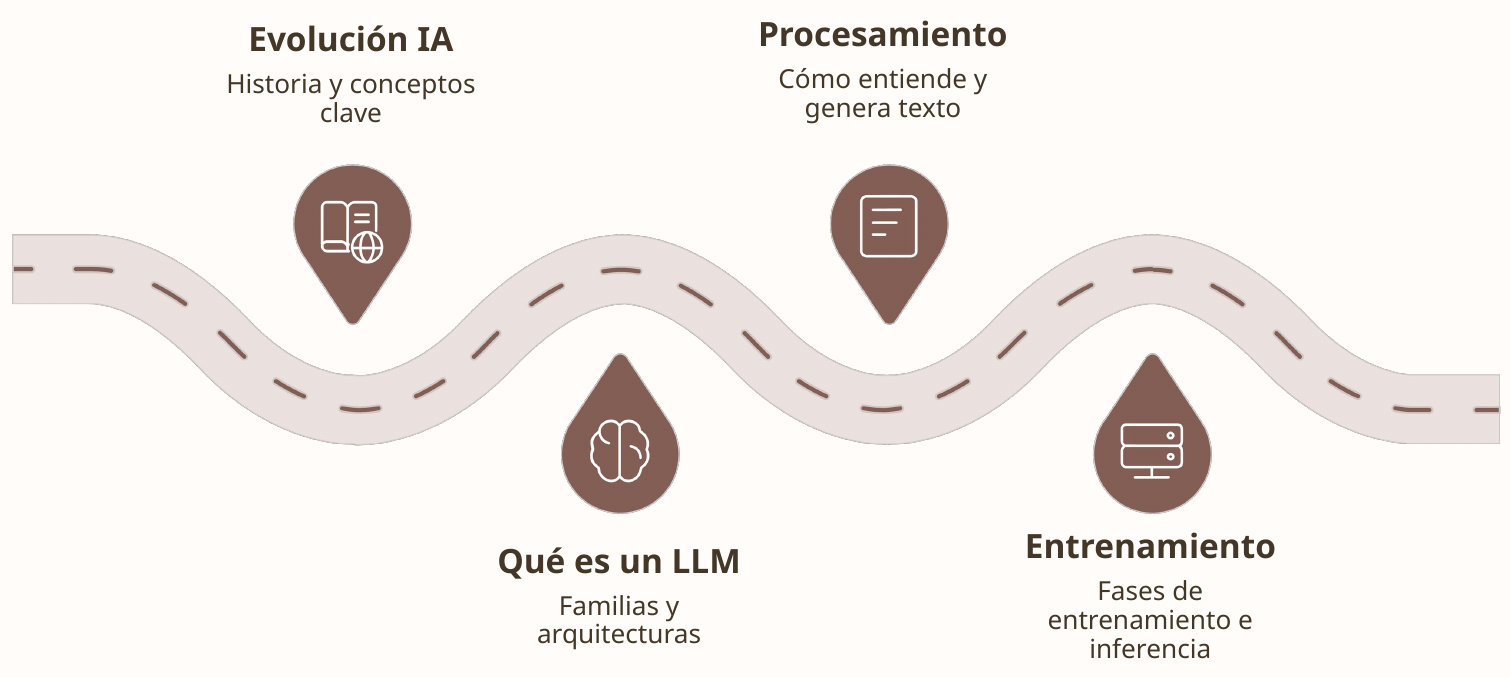 Evolución IA
Historia y conceptos
clave
Qué es un LLM
Familias y
arquitecturas
Procesamiento
Cómo entiende y
genera texto
Entrenamiento
Fases de
entrenamiento e
inferencia